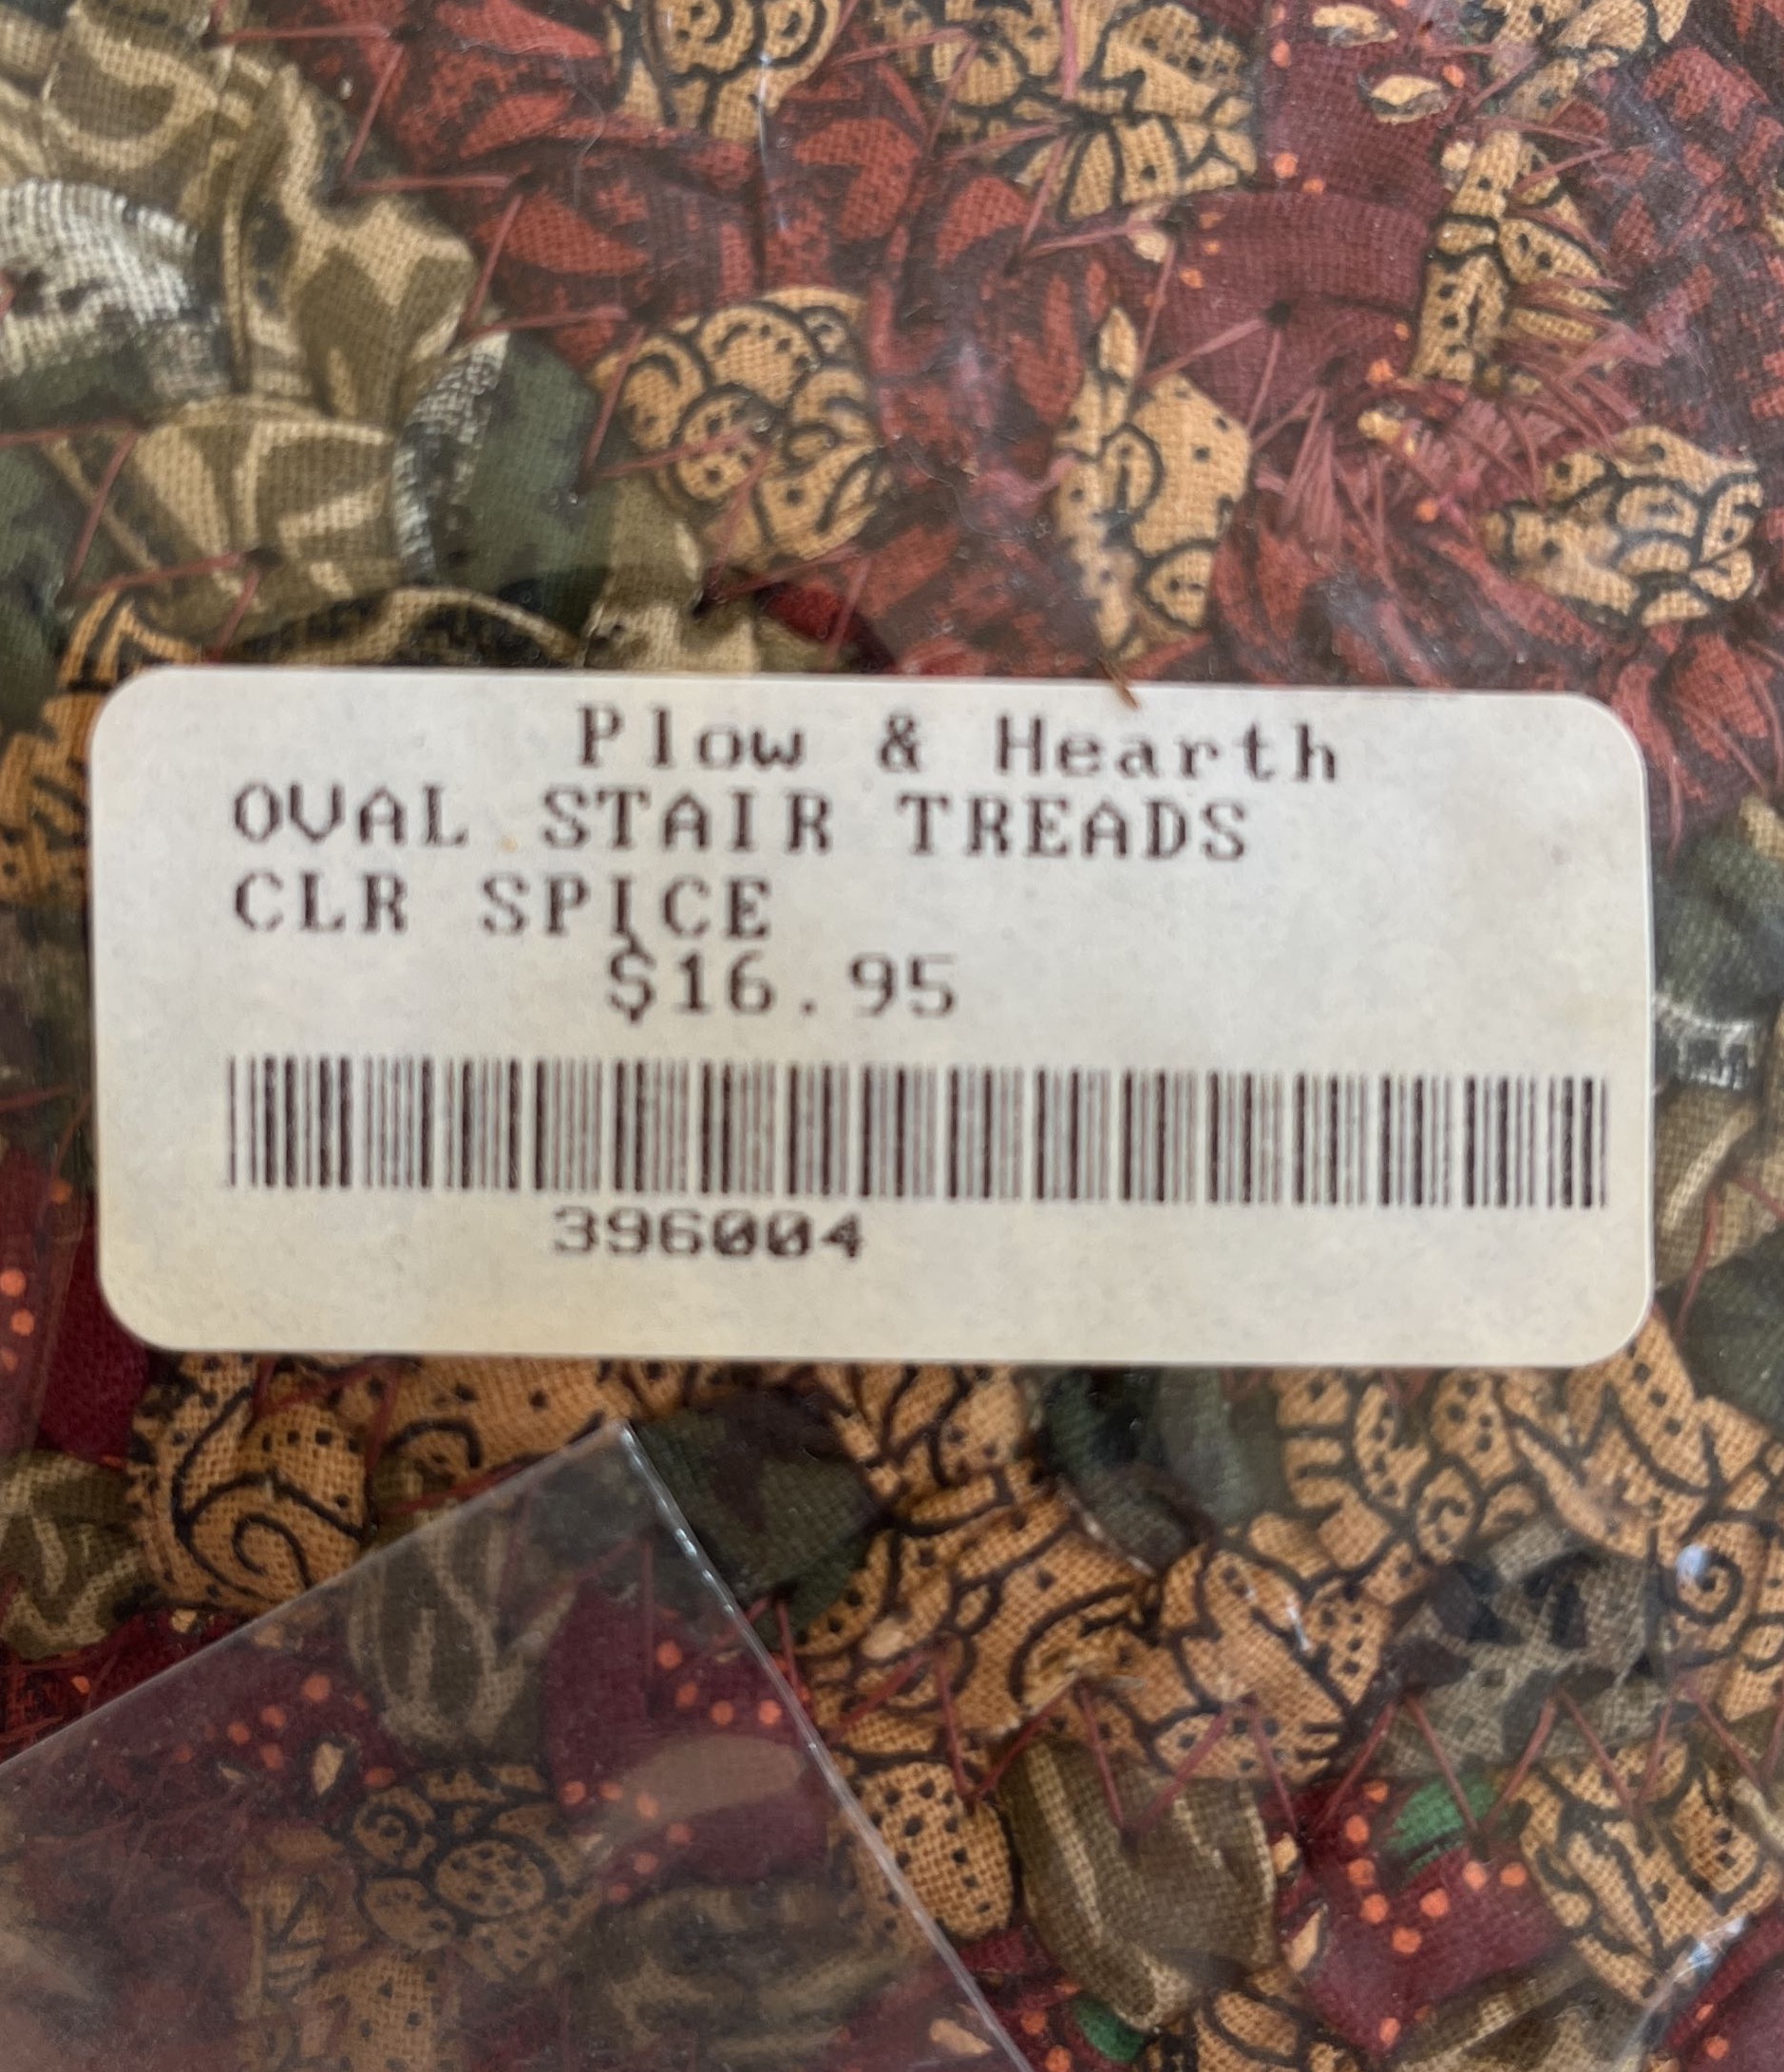 Plow & Hearth
OVAL STAIR TREADS
CLR SPICE
$16.95
396004